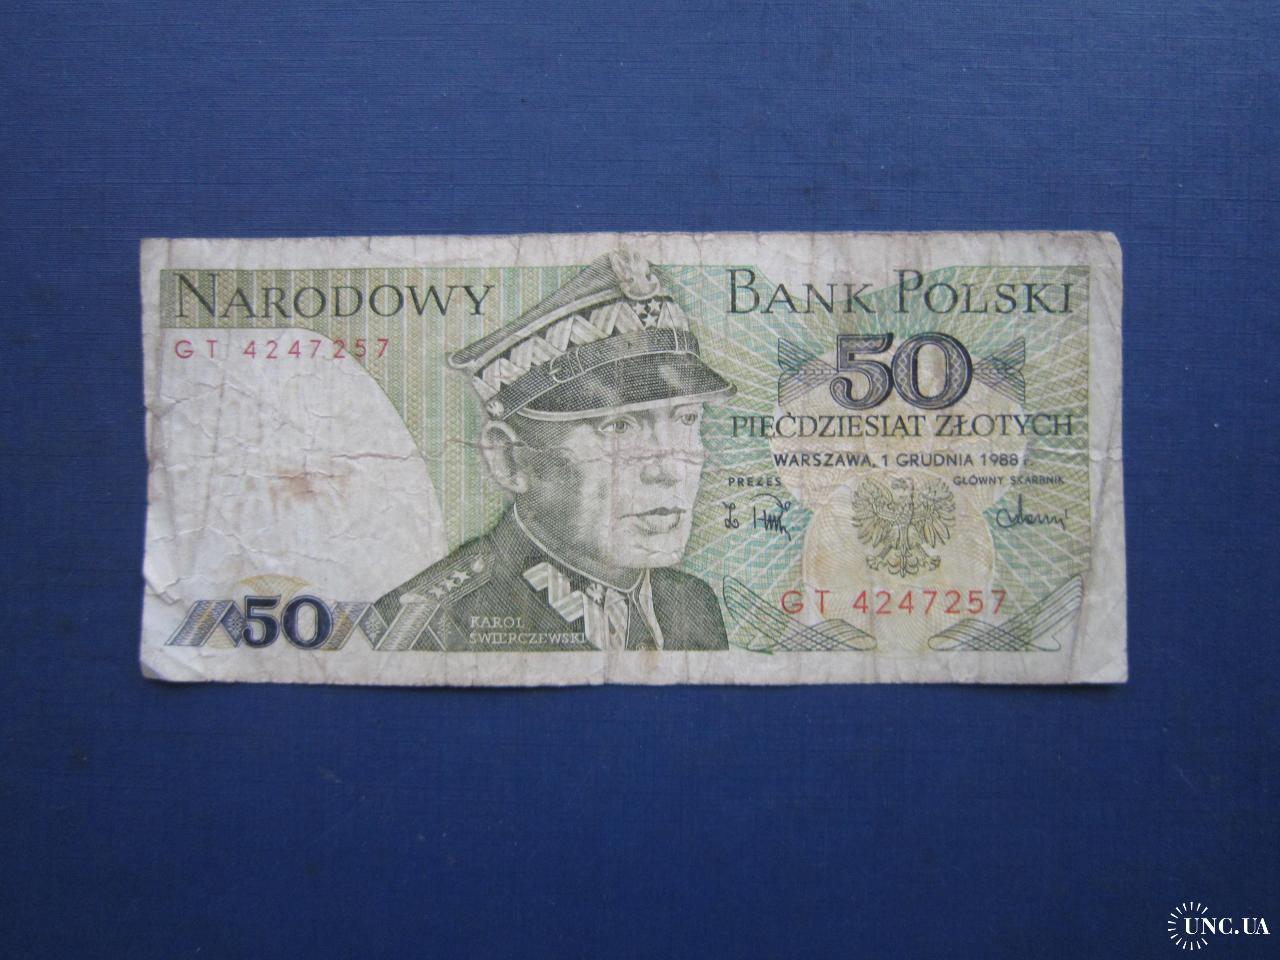 NARODOWY BANK POLSKI
GT 4247257
50
PIĘĆDZIESIĄT ZŁOTYCH
WARSZAWA, 1 GRUDNIA 1988 r.
PREZES GŁÓWNY SKARBNIK
GT 4247257
50
KAROL
ŚWIERCZEWSKI
UNC.UA